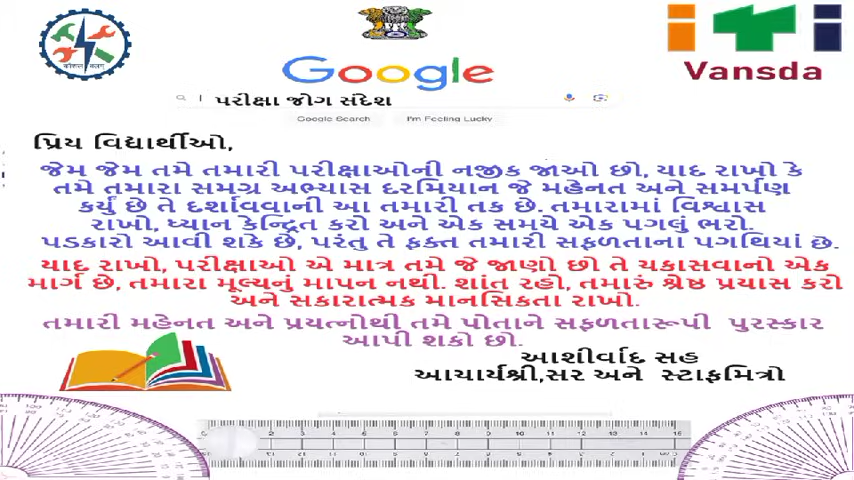 कौशलम् बलम्
iTi
Vansda
Google
પરીક્ષા જોગ સંદેશ
Google Search I'm Feeling Lucky
પ્રિય વિદ્યાર્થીઓ,
જેમ જેમ તમે તમારી પરીક્ષાઓની નજીક જાઓ છો, યાદ રાખો કે
તમે તમારા સમગ્ર અભ્યાસ દરમિયાન જે મહેનત અને સમર્પણ
કર્યું છે તે દર્શાવવાની આ તમારી તક છે. તમારામાં વિશ્વાસ
રાખો, ધ્યાન કેન્દ્રિત કરો અને એક સમયે એક પગલું ભરો.
પડકારો આવી શકે છે, પરંતુ તે ફક્ત તમારી સફળતાના પગથિયાં છે.
યાદ રાખો, પરીક્ષાઓ એ માત્ર તમે જે જાણો છો તે ચકાસવાનો એક
માર્ગ છે, તમારા મૂલ્યનું માપન નથી. શાંત રહો, તમારું શ્રેષ્ઠ પ્રયાસ કરો
અને સકારાત્મક માનસિકતા રાખો.
તમારી મહેનત અને પ્રયત્નોથી તમે પોતાને સફળતારૂપી પુરસ્કાર
આપી શકો છો.
આશીર્વાદ સહ
આચાર્યશ્રી,સર અને સ્ટાફમિત્રો